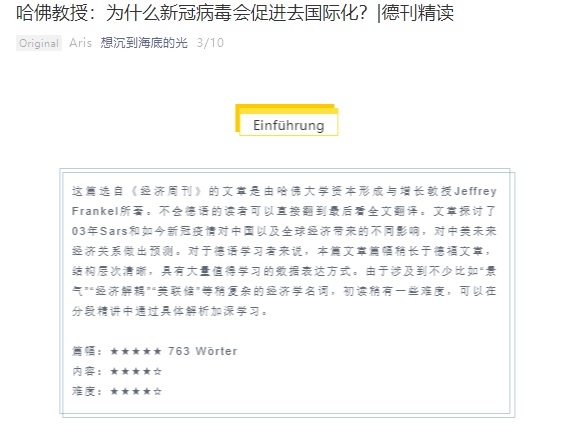 哈佛教授：为什么新冠病毒会促进去国际化？|德刊精读
Original Aris 想沉到海底的光 3/10
Einführung
这篇选自《经济周刊》的文章是由哈佛大学资本形成与增长教授Jeffrey
Frankel所著。不会德语的读者可以直接翻到最后看全文翻译。文章探讨了
03年Sars和如今新冠疫情对中国以及全球经济带来的不同影响，对中美未来
经济关系做出预测。对于德语学习者来说，本篇文章篇幅稍长于德福文章，
结构层次清晰，具有大量值得学习的数据表达方式。由于涉及到不少比如“景
气”“经济解耦”“美联储”等稍复杂的经济学名词，初读稍有一些难度，可以在
分段精讲中通过具体解析加深学习。
篇幅：★★★★★ 763 Wörter
内容：★★★★☆
难度：★★★★☆